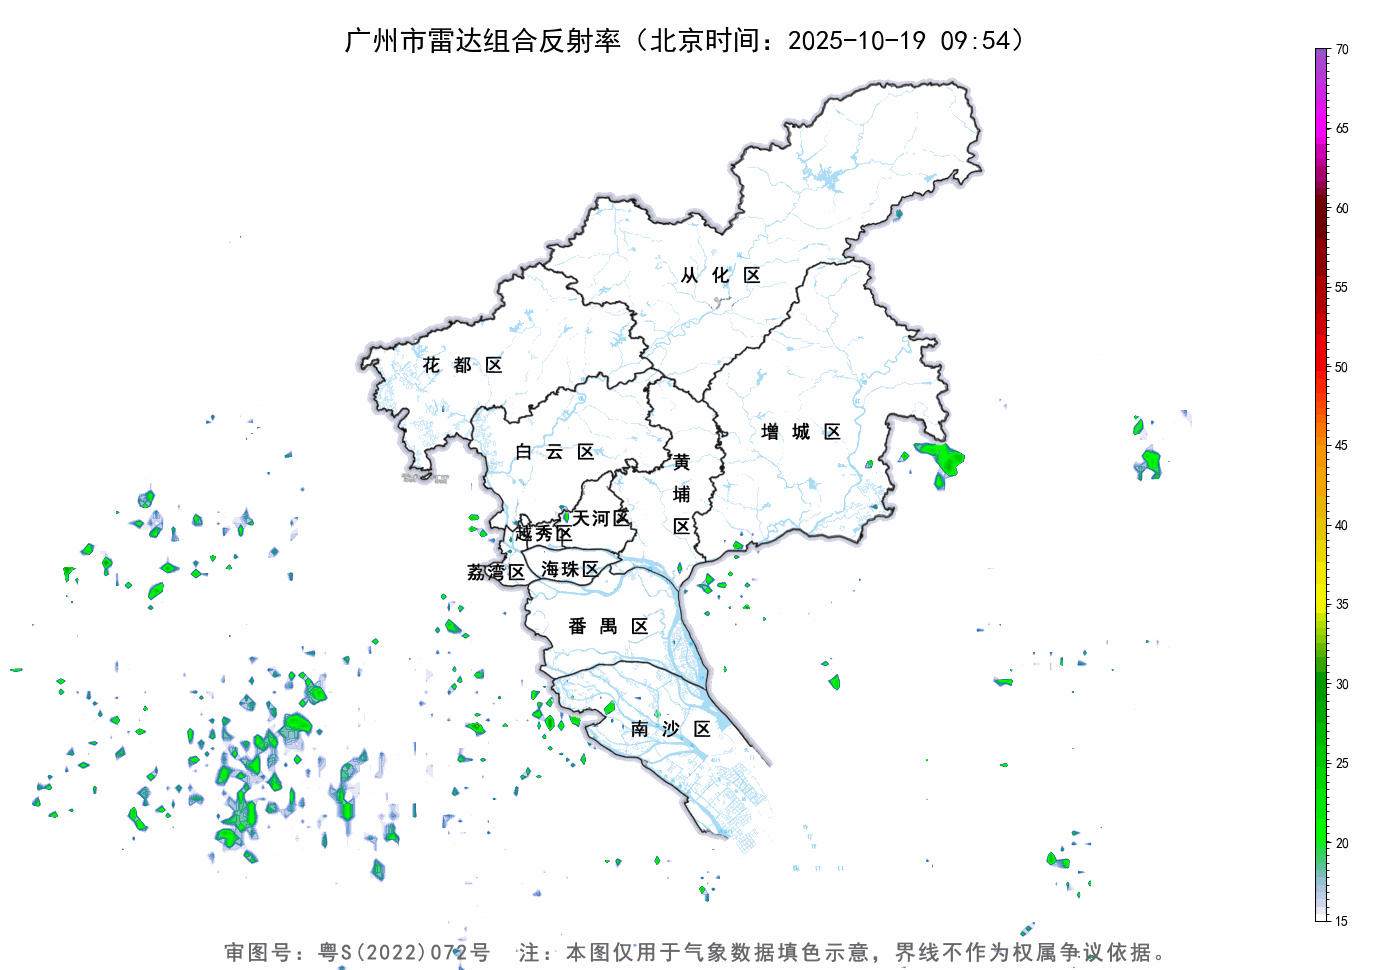 广州市雷达组合反射率（北京时间：2025-10-19 09:54）
70
65
60
55
50
45
40
35
30
25
20
15
从化区
花都区
增城区
白云区
黄埔区
天河区
越秀区
荔湾区
海珠区
番禺区
南沙区
审图号：粤S(2022)072号 注：本图仅用于气象数据填色示意，界线不作为权属争议依据。